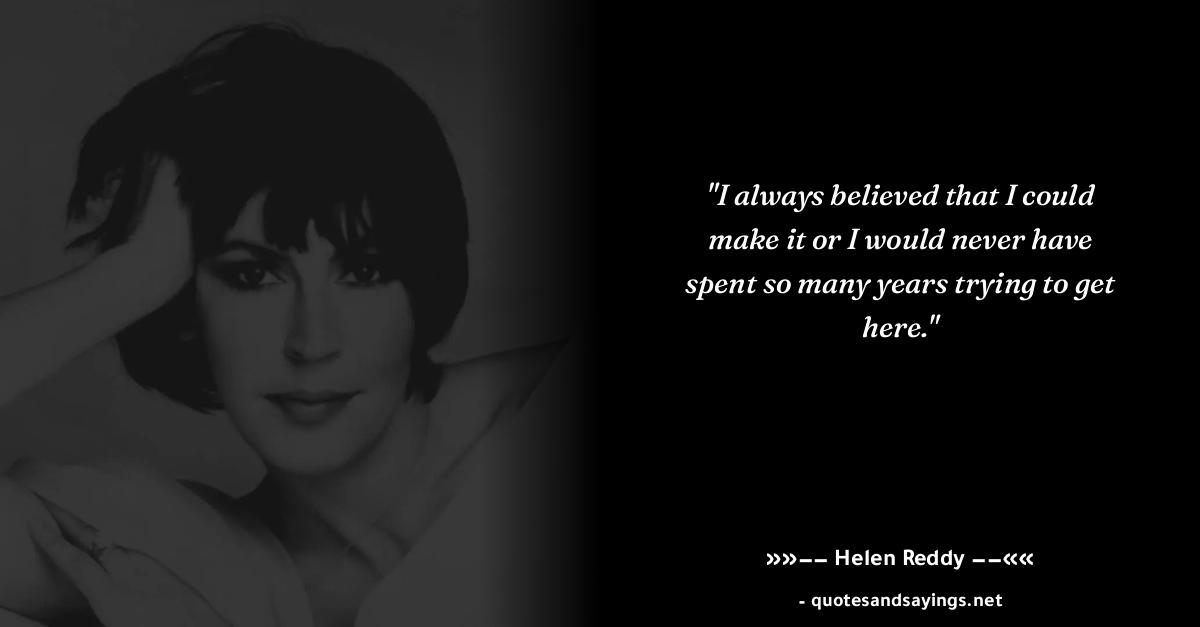 "I always believed that I could
make it or I would never have
spent so many years trying to get
here."
»»-- Helen Reddy --««
- quotesandsayings.net